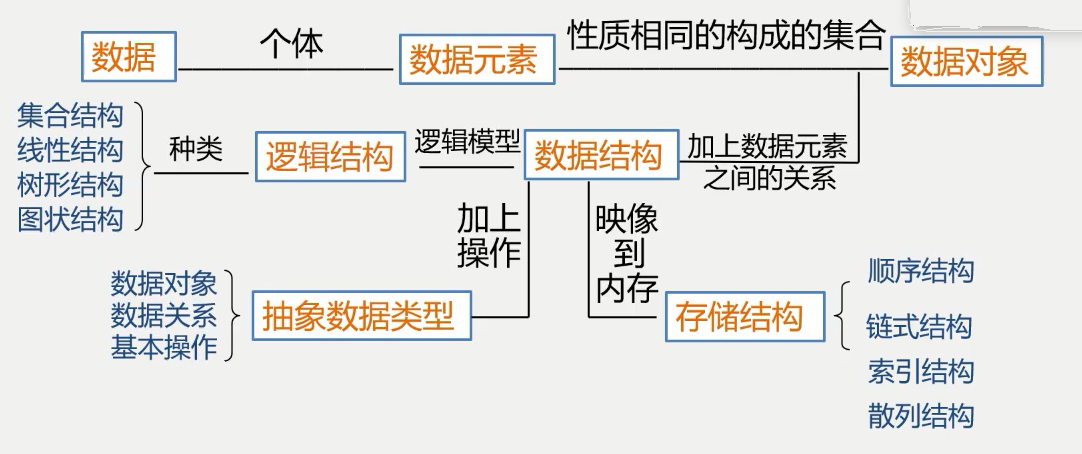 数据
个体
数据元素
性质相同的构成的集合
数据对象
集合结构
线性结构
树形结构
图状结构
种类
逻辑结构
逻辑模型
数据结构
加上数据元素
之间的关系
加上
操作
映像
到
内存
数据对象
数据关系
基本操作
抽象数据类型
存储结构
顺序结构
链式结构
索引结构
散列结构